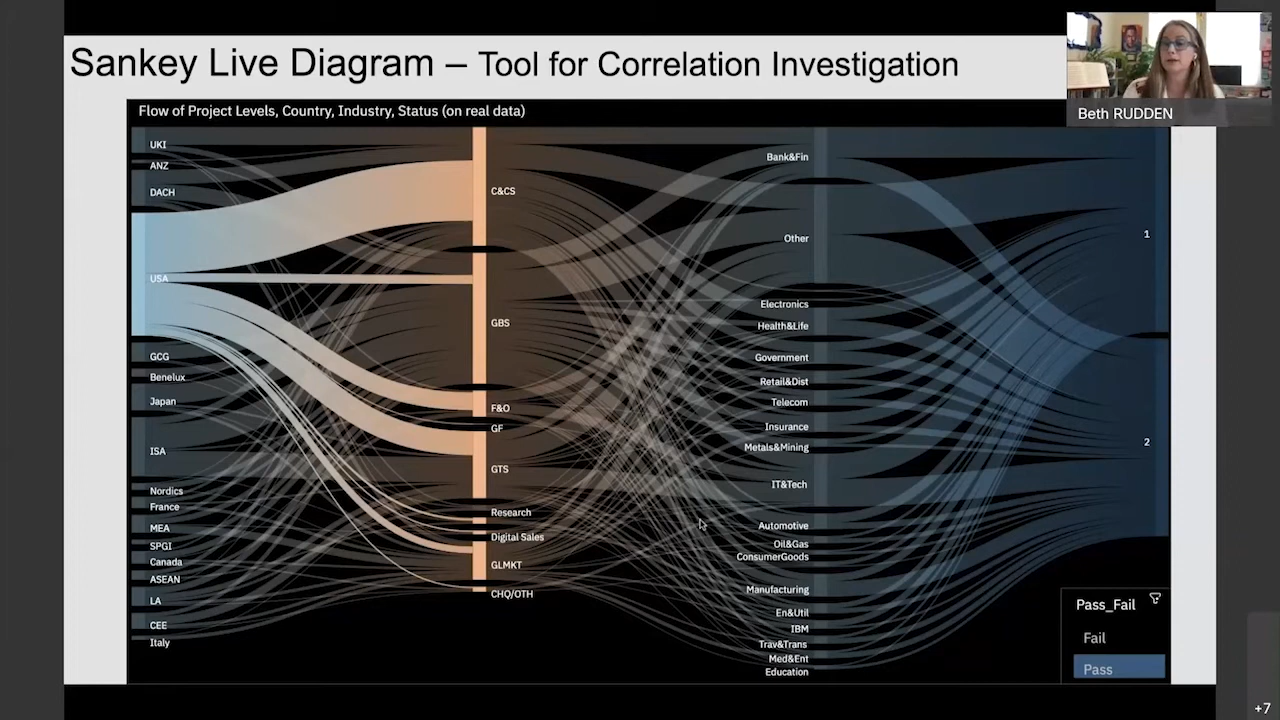 Sankey Live Diagram – Tool for Correlation Investigation
Beth RUDDEN
Flow of Project Levels, Country, Industry, Status (on real data)
UKI
ANZ
DACH
USA
GCG
Benelux
Japan
ISA
Nordics
France
MEA
SPGI
Canada
ASEAN
LA
CEE
Italy
C&CS
GBS
F&O
GF
GTS
Research
Digital Sales
GLMKT
CHQ/OTH
Bank&Fin
Other
Electronics
Health&Life
Government
Retail&Dist
Telecom
Insurance
Metals&Mining
IT&Tech
Automotive
Oil&Gas
ConsumerGoods
Manufacturing
En&Util
IBM
Trav&Trans
Med&Ent
Education
1
2
Pass_Fail
Fail
Pass
+7